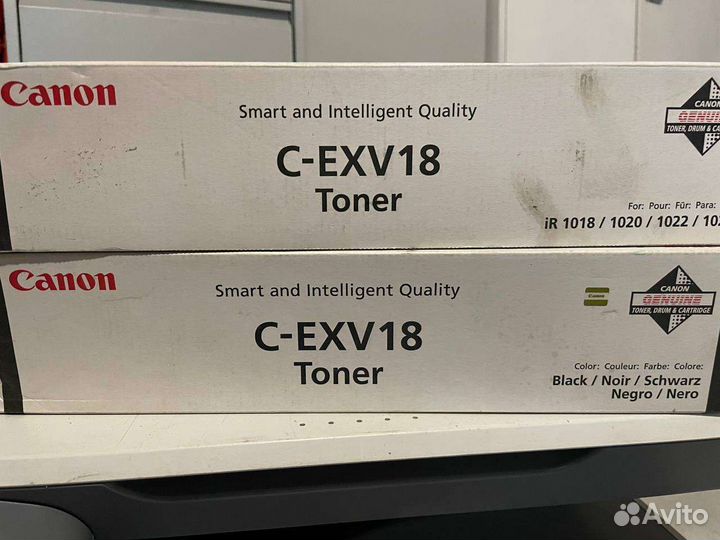 Canon
Smart and Intelligent Quality
C-EXV18
Toner
CANON
GENUINE
TONER, DRUM &
For: Pour: Für: Para:
iR 1018 / 1020 / 1022 /
Canon
Smart and Intelligent Quality
C-EXV18
Toner
Canon
CANON
GENUINE
TONER, DRUM & CARTRIDGE
Color: Couleur: Farbe: Colore:
Black / Noir / Schwarz
Negro / Nero
Avito